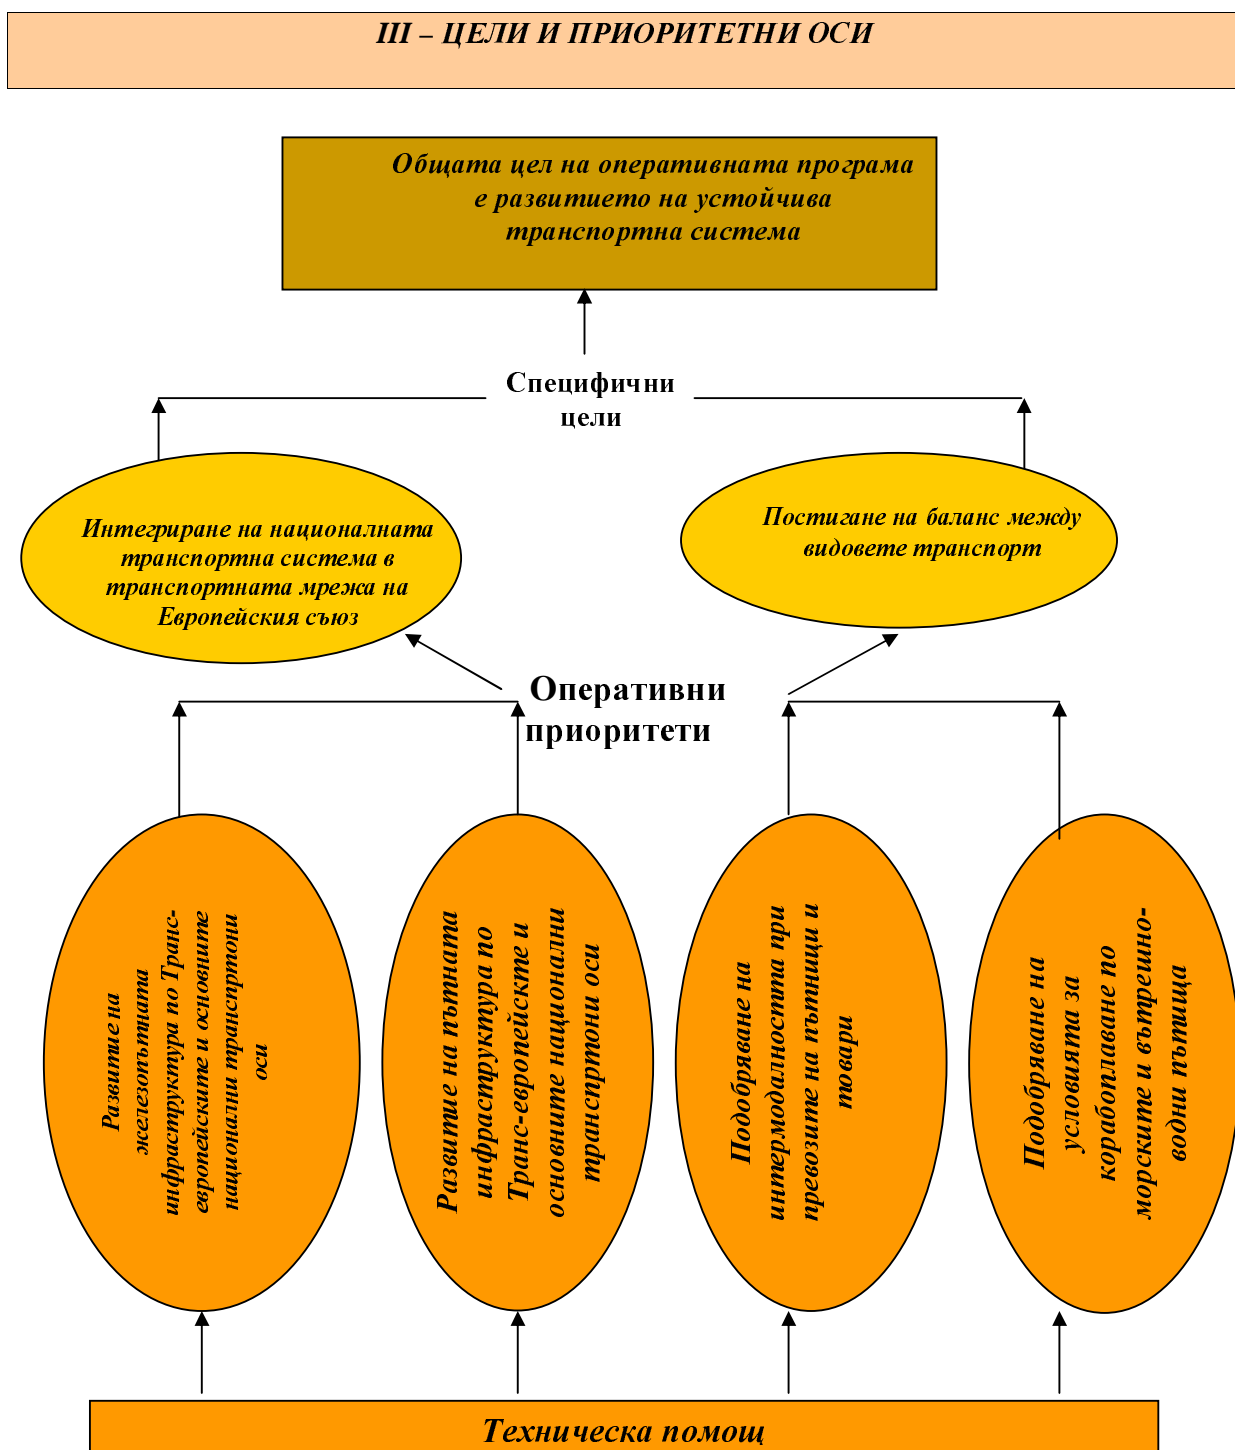 III – ЦЕЛИ И ПРИОРИТЕТНИ ОСИ
Общата цел на оперативната програма
е развитието на устойчива
транспортна система
Специфични
цели
Интегриране на националната
транспортна система в
транспортната мрежа на
Европейския съюз
Постигане на баланс между
видовете транспорт
Оперативни
приоритети
Развитие на
железопътната
инфраструктура по Транс-
европейските и основните
национални транспртони
оси
Развитие на пътната
инфраструктура по
Транс-европейскте и
основните национални
транспртони оси
Подобряване на
интермодалността при
превозите на пътници и
товари
Подобряване на
условията за
корабоплаване по
морските и вътрешно-
водни пътища
Техническа помощ